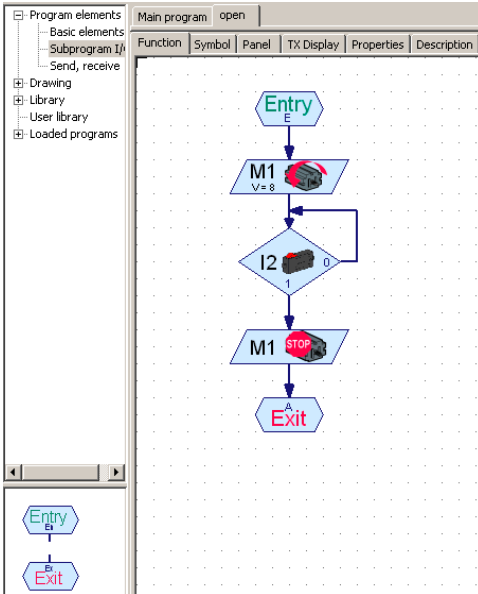 Program elements
Basic elements
Subprogram I/
Send, receive
Drawing
Library
User library
Loaded programs
Main program open
Function Symbol Panel TX Display Properties Description
Entry
E
M1
V = 8
I2
0
1
M1
STOP
A
Exit
Entry
Exit